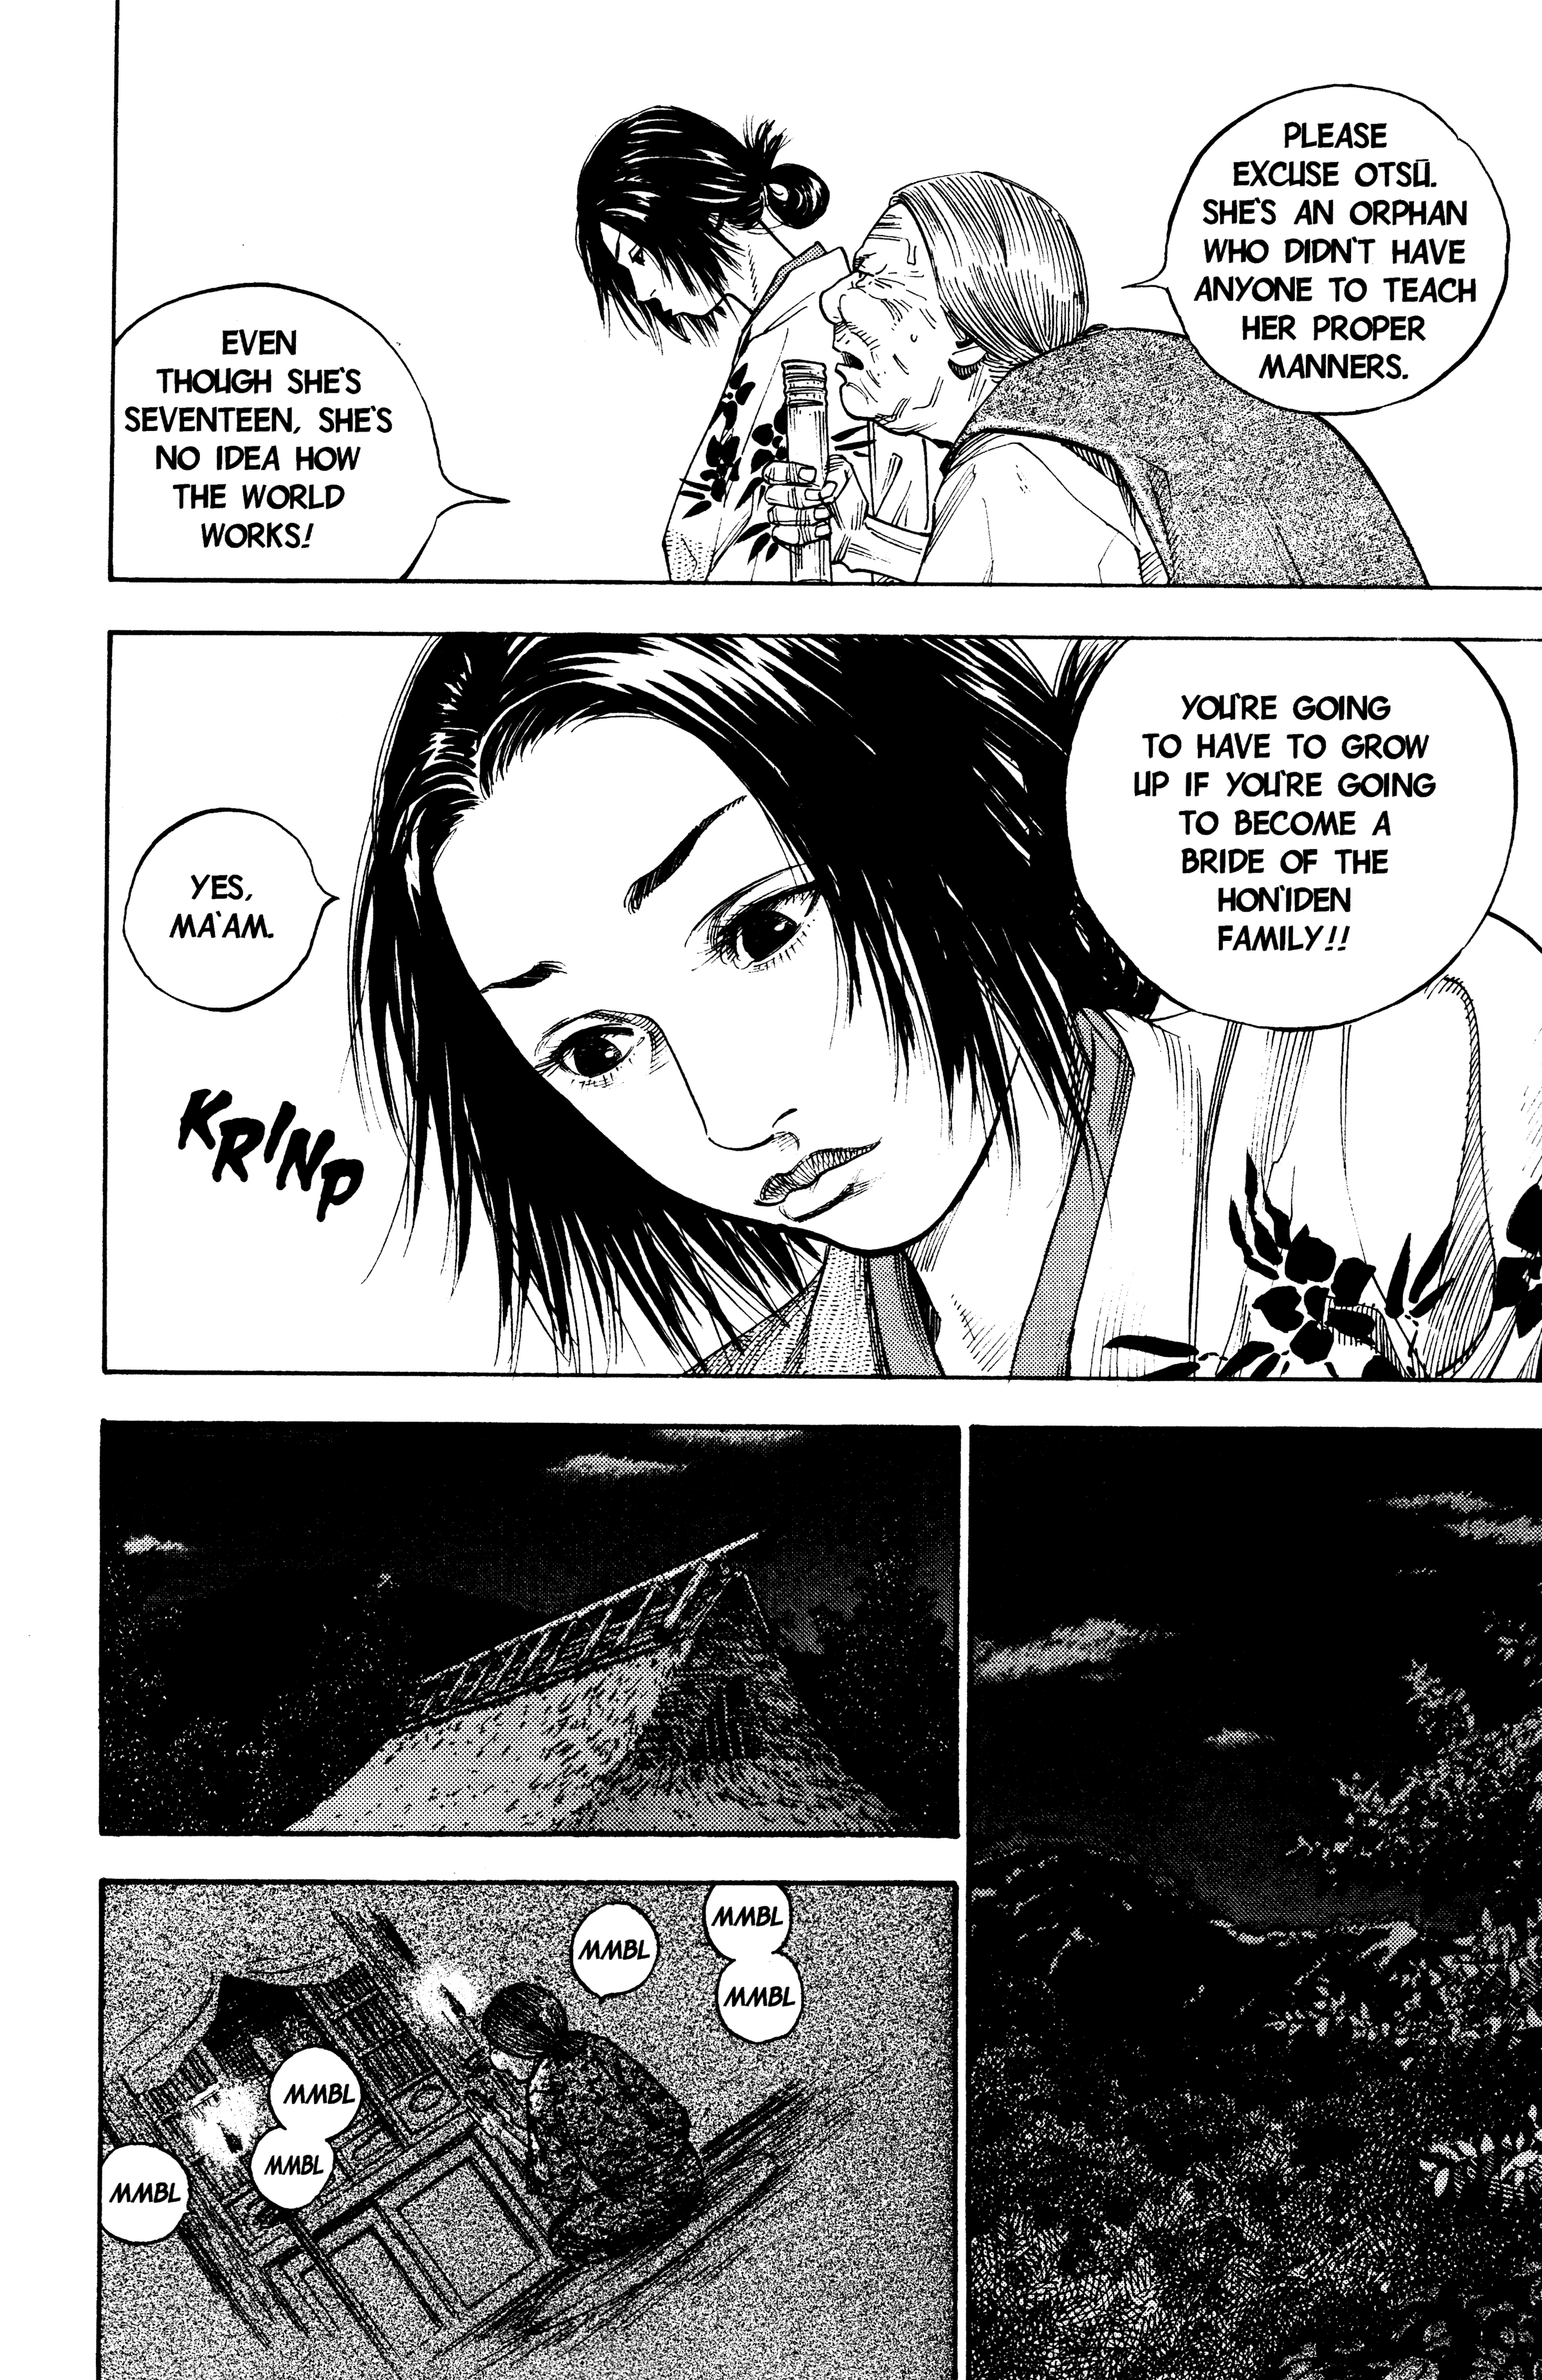 PLEASE
EXCUSE OTSŪ.
SHE'S AN ORPHAN
WHO DIDN'T HAVE
ANYONE TO TEACH
HER PROPER
MANNERS.
EVEN
THOUGH SHE'S
SEVENTEEN, SHE'S
NO IDEA HOW
THE WORLD
WORKS!
YOU'RE GOING
TO HAVE TO GROW
UP IF YOU'RE GOING
TO BECOME A
BRIDE OF THE
HON'IDEN
FAMILY!!
YES,
MA'AM.
KRINP
MMBL
MMBL
MMBL
MMBL
MMBL
MMBL